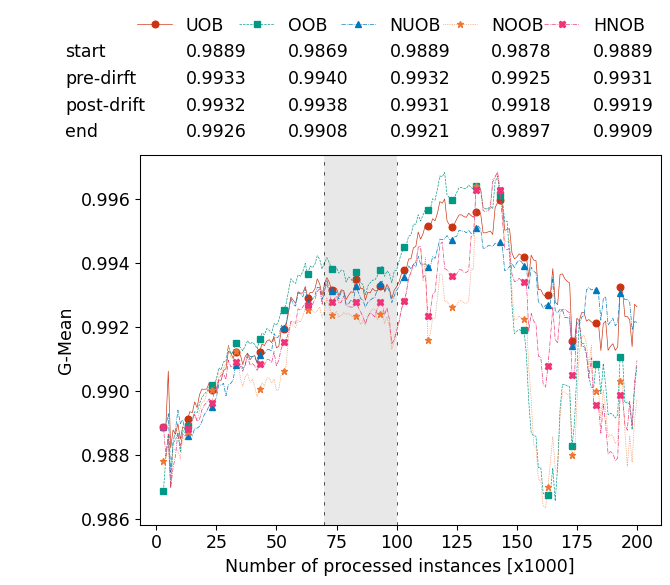 UOB OOB NUOB NOOB HNOB
start 0.9889 0.9869 0.9889 0.9878 0.9889
pre-dirft 0.9933 0.9940 0.9932 0.9925 0.9931
post-drift 0.9932 0.9938 0.9931 0.9918 0.9919
end 0.9926 0.9908 0.9921 0.9897 0.9909
0.996
0.994
0.992
0.990
0.988
0.986
G-Mean
0 25 50 75 100 125 150 175 200
Number of processed instances [x1000]